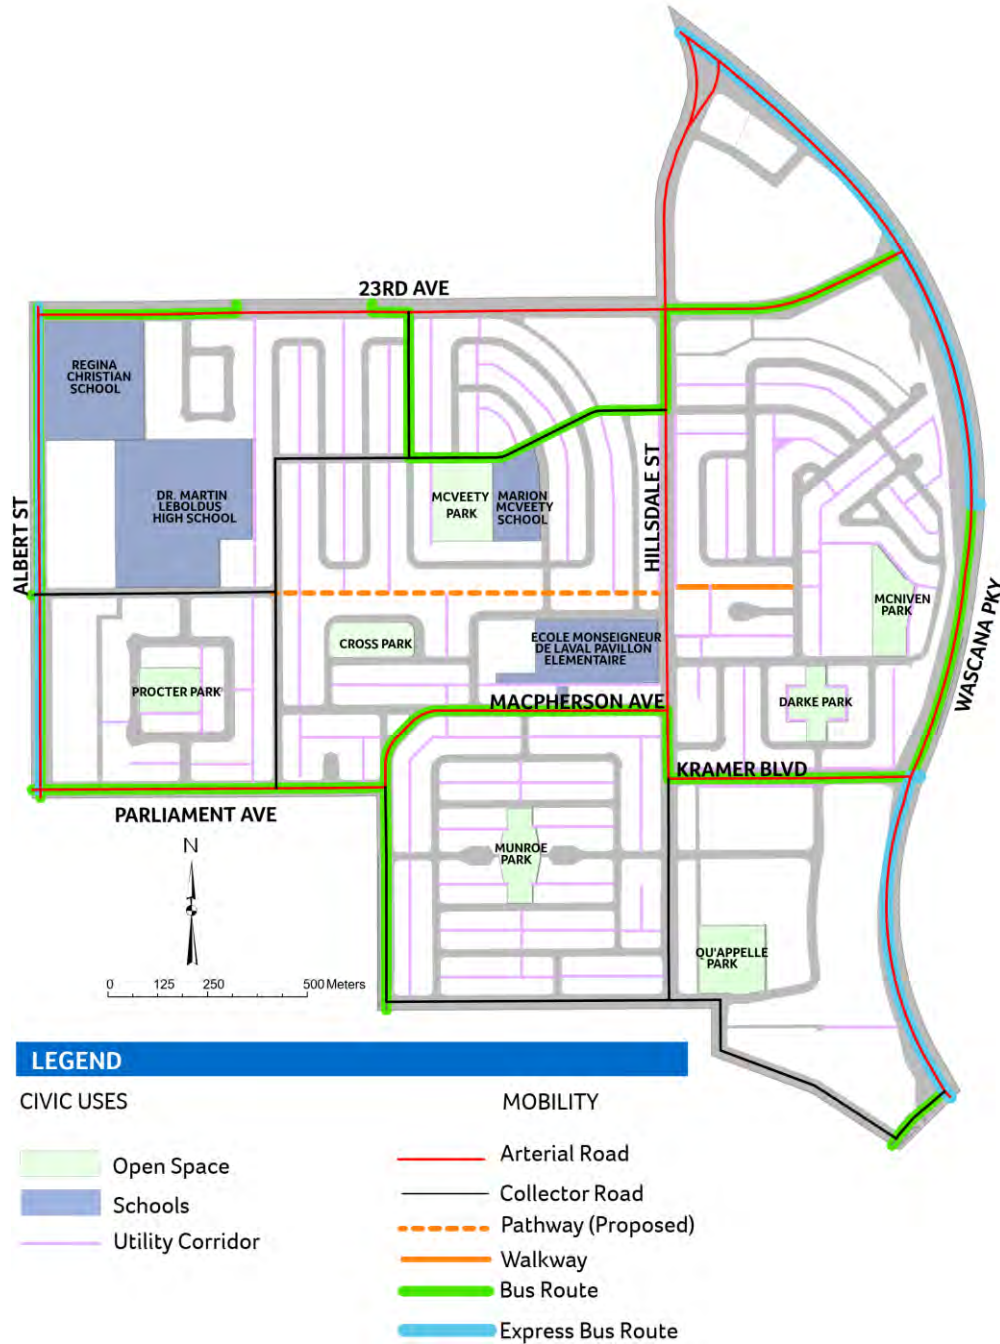 23RD AVE
REGINA
CHRISTIAN
SCHOOL
DR. MARTIN
LEBOLDUS
HIGH SCHOOL
MCVEETY
PARK
MARION
MCVEETY
SCHOOL
HILLSDALE ST
ALBERT ST
MCNIVEN
PARK
WASCANA PKY
CROSS PARK
ECOLE MONSEIGNEUR
DE LAVAL PAVILLON
ELEMENTAIRE
PROCTER PARK
MACPHERSON AVE
DARKE PARK
KRAMER BLVD
PARLIAMENT AVE
MUNROE
PARK
N
QU'APPELLE
PARK
0 125 250 500 Meters
LEGEND
CIVIC USES
Open Space
Schools
Utility Corridor
MOBILITY
Arterial Road
Collector Road
Pathway (Proposed)
Walkway
Bus Route
Express Bus Route